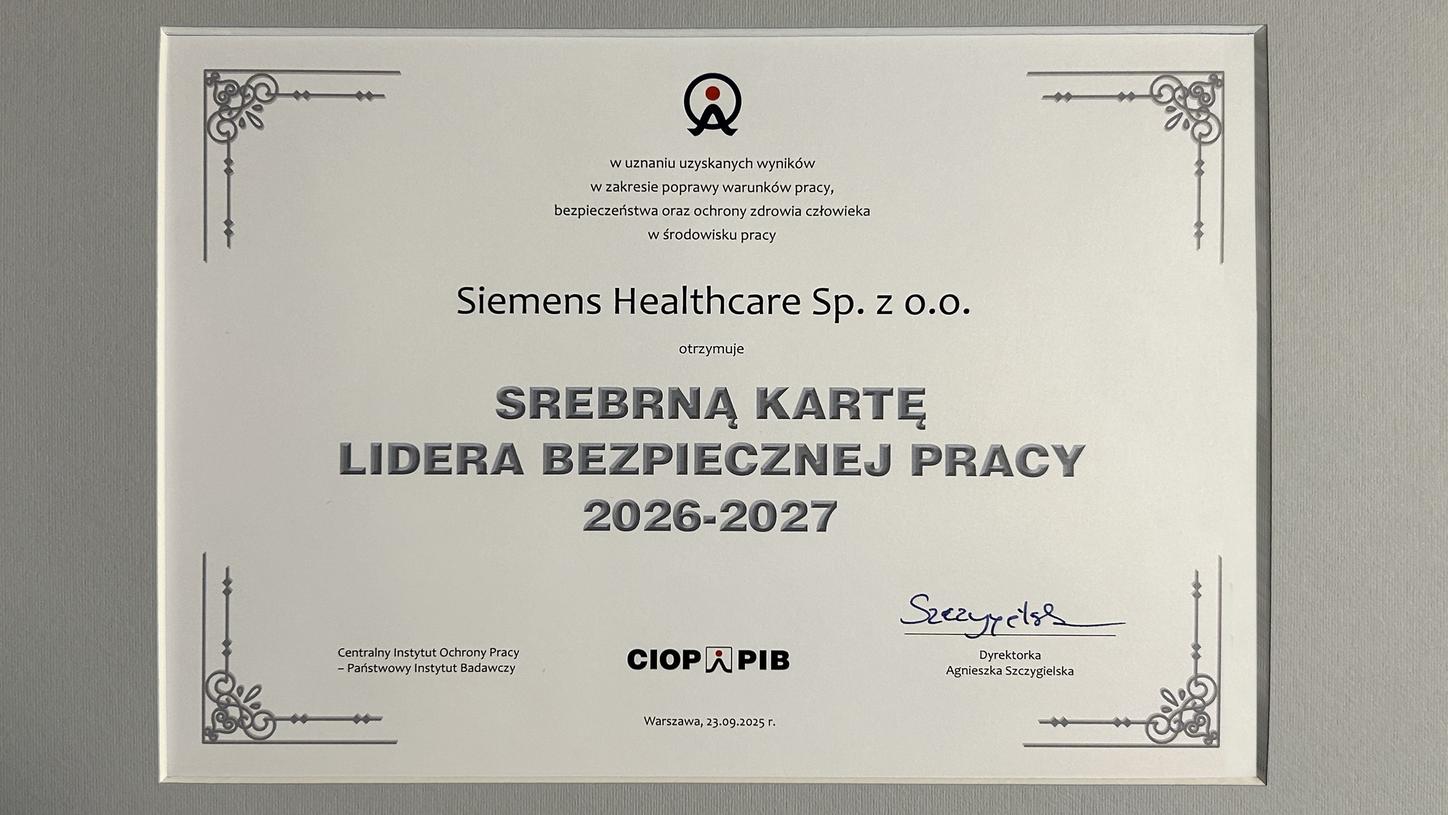 w uznaniu uzyskanych wyników
w zakresie poprawy warunków pracy,
bezpieczeństwa oraz ochrony zdrowia człowieka
w środowisku pracy
Siemens Healthcare Sp. z o.o.
otrzymuje
SREBRNĄ KARTĘ
LIDERA BEZPIECZNEJ PRACY
2026-2027
Centralny Instytut Ochrony Pracy
– Państwowy Instytut Badawczy
CIOP PIB
Szczygielska
Dyrektorka
Agnieszka Szczygielska
Warszawa, 23.09.2025 r.